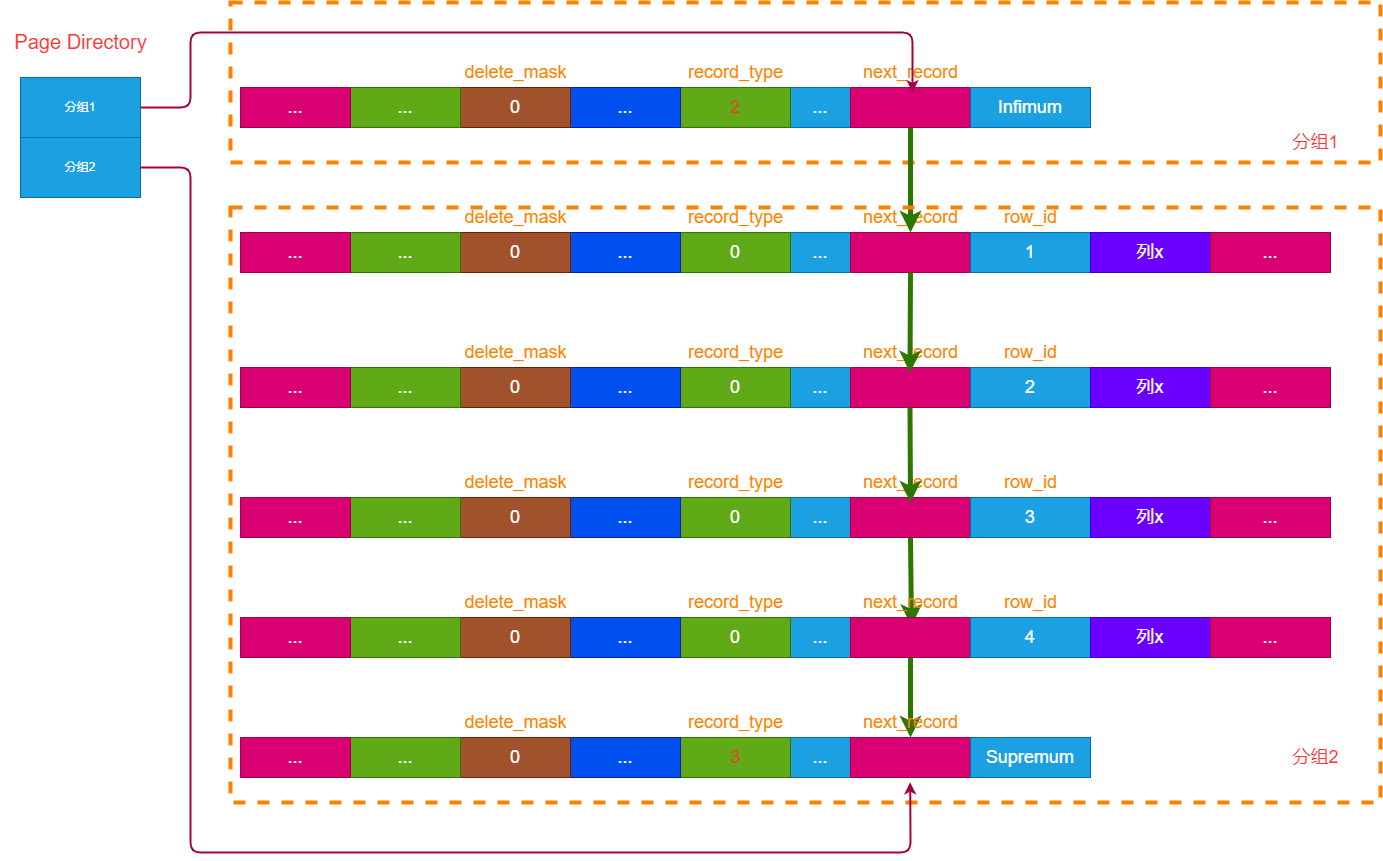 Page Directory
分组1
分组2
delete_mask record_type next_record
... ... 0 ... 2 ... Infimum
分组1
delete_mask record_type next_record row_id
... ... 0 ... 0 ... 1 列x ...
delete_mask record_type next_record row_id
... ... 0 ... 0 ... 2 列x ...
delete_mask record_type next_record row_id
... ... 0 ... 0 ... 3 列x ...
delete_mask record_type next_record row_id
... ... 0 ... 0 ... 4 列x ...
delete_mask record_type next_record
... ... 0 ... 3 ... Supremum
分组2